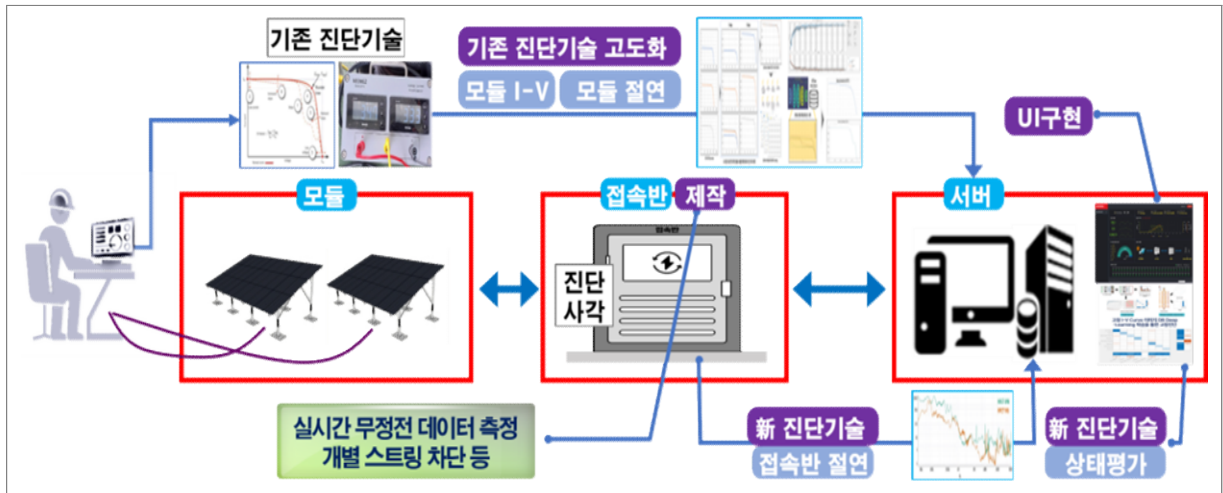 기존 진단기술
기존 진단기술 고도화
모듈 I-V
모듈 절연
UI구현
모듈
접속반
제작
서버
접속반
진단
사각
실시간 무정전 데이터 측정
개별 스트링 차단 등
新 진단기술
접속반 절연
新 진단기술
상태평가